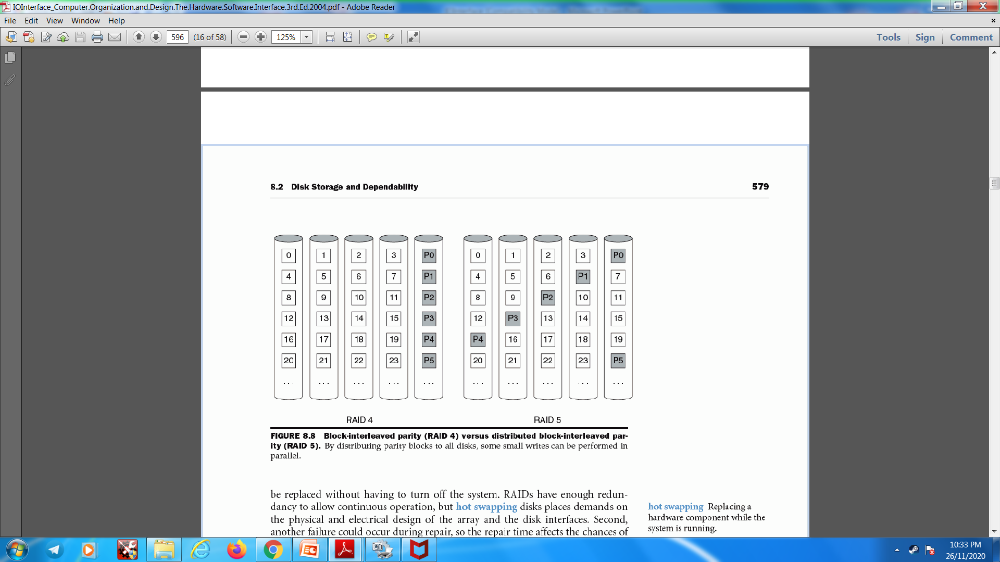 IOInterface_Computer.Organization.and.Design.The.Hardware.Software.Interface.3rd.Ed.2004.pdf - Adobe Reader
File Edit View Window Help
596 (16 of 58) 125% Tools Sign Comment
8.2 Disk Storage and Dependability 579
0 1 2 3 P0 0 1 2 3 P0
4 5 6 7 P1 4 5 6 P1 7
8 9 10 11 P2 8 9 P2 10 11
12 13 14 15 P3 12 P3 13 14 15
16 17 18 19 P4 P4 16 17 18 19
20 21 22 23 P5 20 21 22 23 P5
. . . . . . . . . . . . . . . . . . . . . . . . . . . . . .
RAID 4 RAID 5
FIGURE 8.8 Block-interleaved parity (RAID 4) versus distributed block-interleaved par-
ity (RAID 5). By distributing parity blocks to all disks, some small writes can be performed in
parallel.
be replaced without having to turn off the system. RAIDs have enough redun-
dancy to allow continuous operation, but hot swapping disks places demands on
the physical and electrical design of the array and the disk interfaces. Second,
another failure could occur during repair, so the repair time affects the chances of
hot swapping Replacing a
hardware component while the
system is running.
10:33 PM
26/11/2020